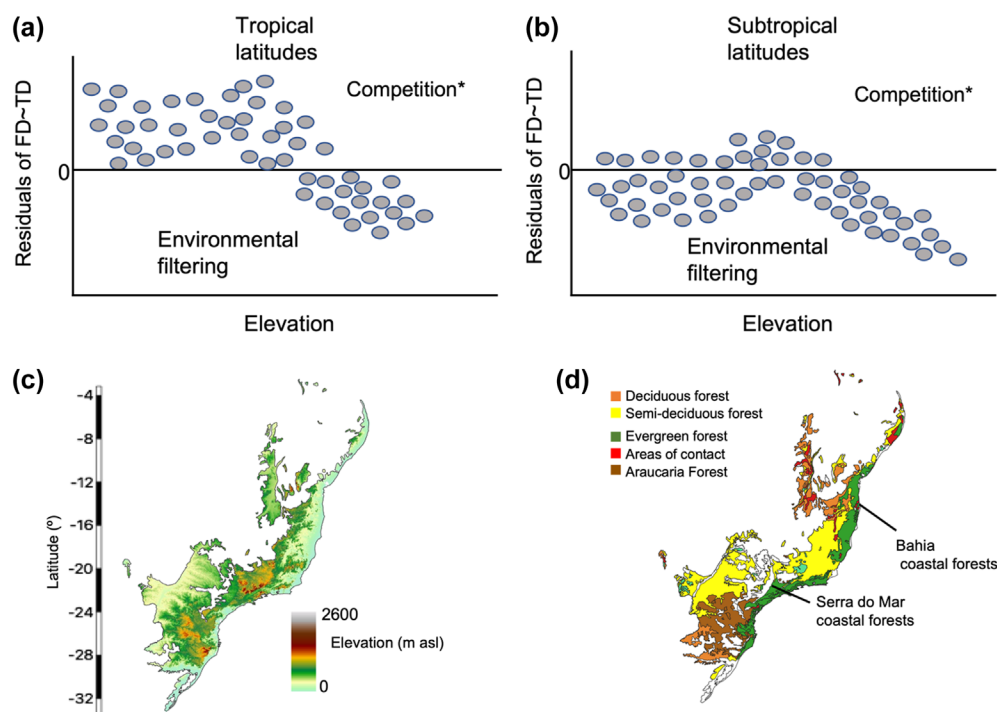 (a)
Tropical
latitudes
Residuals of FD~TD
Competition*
0
Environmental
filtering
Elevation
(b)
Subtropical
latitudes
Residuals of FD~TD
Competition*
0
Environmental
filtering
Elevation
(c)
Latitude (º)
−4
−8
−12
−16
−20
−24
−28
−32
2600
Elevation (m asl)
0
(d)
Deciduous forest
Semi-deciduous forest
Evergreen forest
Areas of contact
Araucaria Forest
Bahia
coastal forests
Serra do Mar
coastal forests